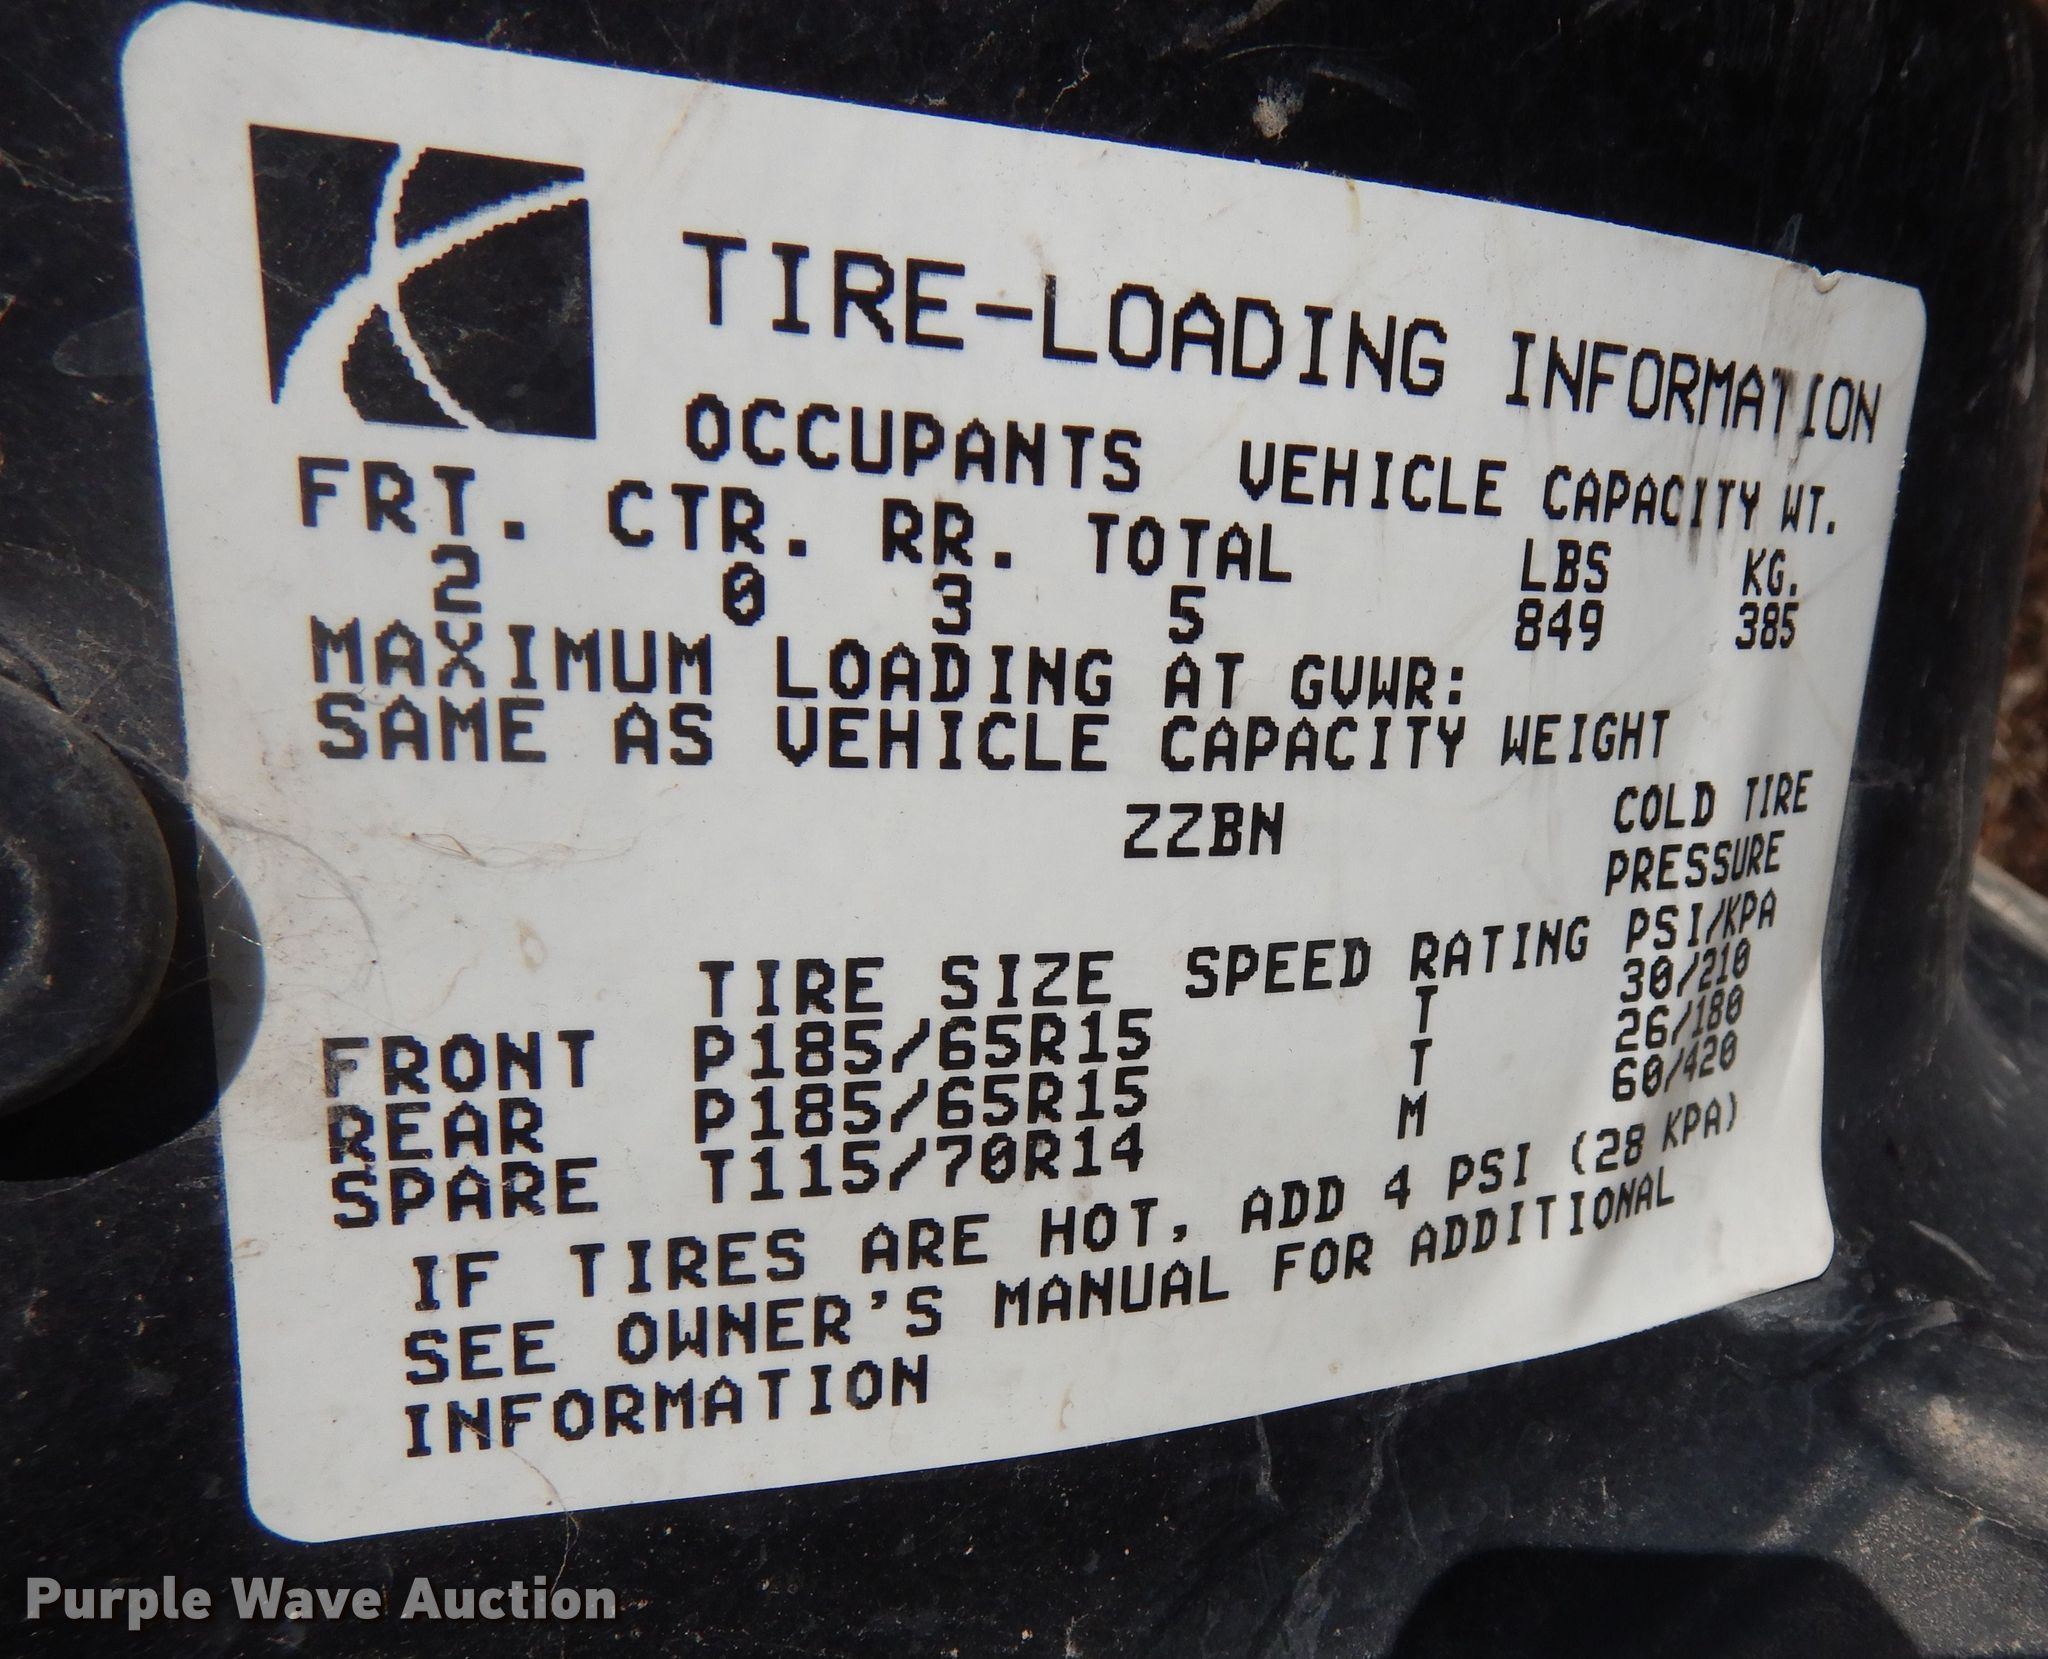 TIRE-LOADING INFORMATION
OCCUPANTS VEHICLE CAPACITY WT.
FRT. CTR. RR. TOTAL LBS KG.
2 0 3 5 849 385
MAXIMUM LOADING AT GVWR:
SAME AS VEHICLE CAPACITY WEIGHT
ZZBN COLD TIRE
PRESSURE
TIRE SIZE SPEED RATING PSI/KPA
FRONT P185/65R15 T 30/210
REAR P185/65R15 T 26/180
SPARE T115/70R14 M 60/420
IF TIRES ARE HOT, ADD 4 PSI (28 KPA)
SEE OWNER'S MANUAL FOR ADDITIONAL
INFORMATION
Purple Wave Auction